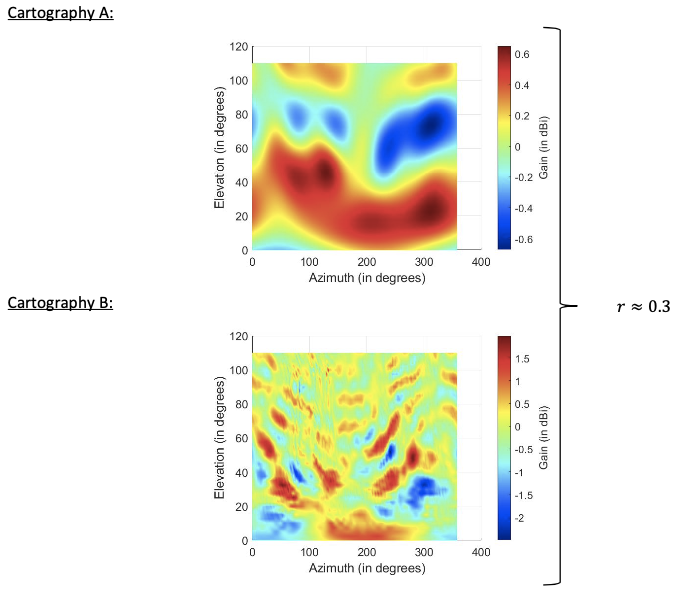 Cartography A:
120
100
80
60
40
20
0
Elevation (in degrees)
0 100 200 300 400
Azimuth (in degrees)
0.6
0.4
0.2
0
-0.2
-0.4
-0.6
Gain (in dBi)
r ≈ 0.3
Cartography B:
120
100
80
60
40
20
0
Elevation (in degrees)
0 100 200 300 400
Azimuth (in degrees)
1.5
1
0.5
0
-0.5
-1
-1.5
-2
Gain (in dBi)